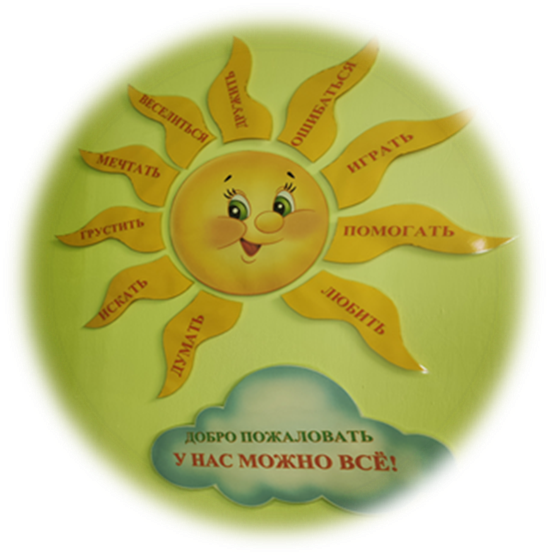 ДРУЖИТЬ
ОШИБАТЬСЯ
ВЕСЕЛИТЬСЯ
ИГРАТЬ
МЕЧТАТЬ
ГРУСТИТЬ
ПОМОГАТЬ
ИСКАТЬ
ЛЮБИТЬ
ДУМАТЬ
ДОБРО ПОЖАЛОВАТЬ
У НАС МОЖНО ВСЁ!